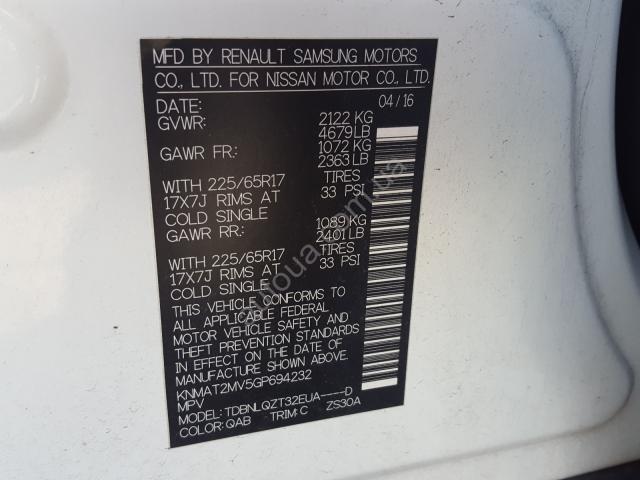 MFD BY RENAULT SAMSUNG MOTORS
CO., LTD. FOR NISSAN MOTOR CO., LTD.
DATE: 04/16
GVWR: 2122 KG
4679 LB
GAWR FR: 1072 KG
2363 LB
WITH 225/65R17 TIRES
17X7J RIMS AT 33 PSI
COLD SINGLE
GAWR RR: 1089 KG
2401 LB
WITH 225/65R17 TIRES
17X7J RIMS AT 33 PSI
COLD SINGLE
THIS VEHICLE CONFORMS TO
ALL APPLICABLE FEDERAL
MOTOR VEHICLE SAFETY AND
THEFT PREVENTION STANDARDS
IN EFFECT ON THE DATE OF
MANUFACTURE SHOWN ABOVE.
KNMAT2MV5GP694232
MPV
MODEL: TDBNLQZT32EUA----D
COLOR: QAB TRIM: C ZS30A